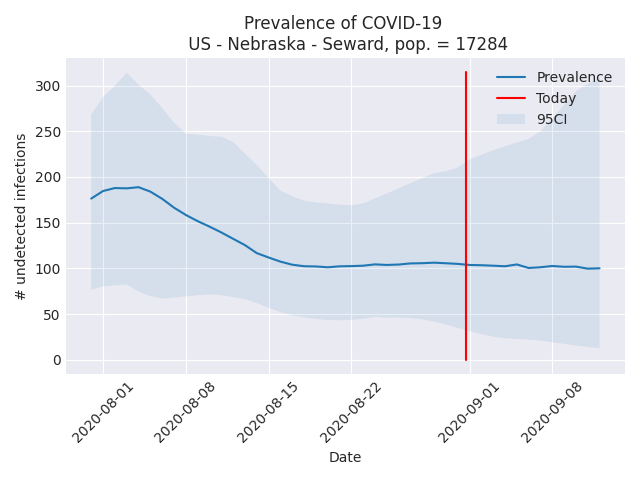 Prevalence of COVID-19
US - Nebraska - Seward, pop. = 17284
300
250
200
150
100
50
0
# undetected infections
Prevalence
Today
95CI
2020-08-01
2020-08-08
2020-08-15
2020-08-22
2020-09-01
2020-09-08
Date